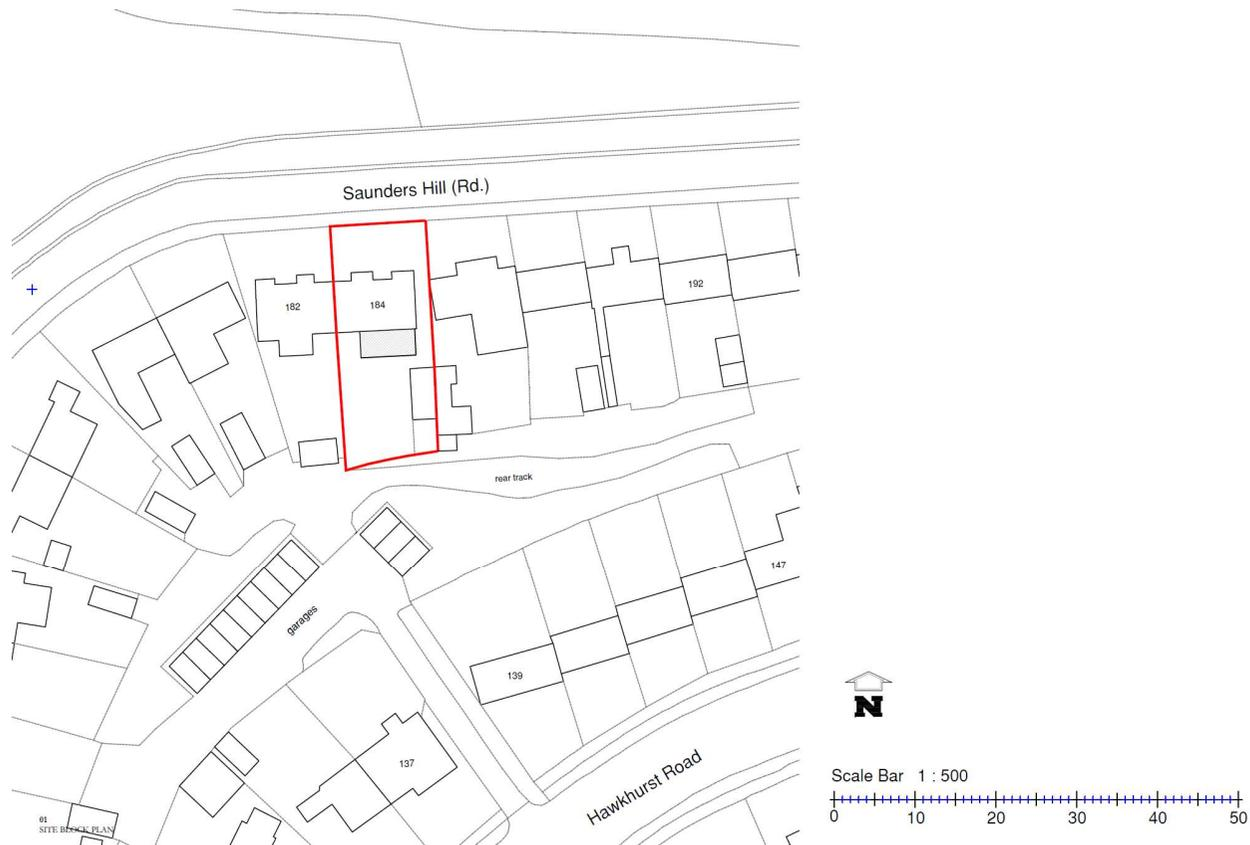 Saunders Hill (Rd.)
182
184
192
rear track
147
garages
139
137
Hawkhurst Road
N
Scale Bar 1 : 500
0 10 20 30 40 50
01
SITE BLOCK PLAN